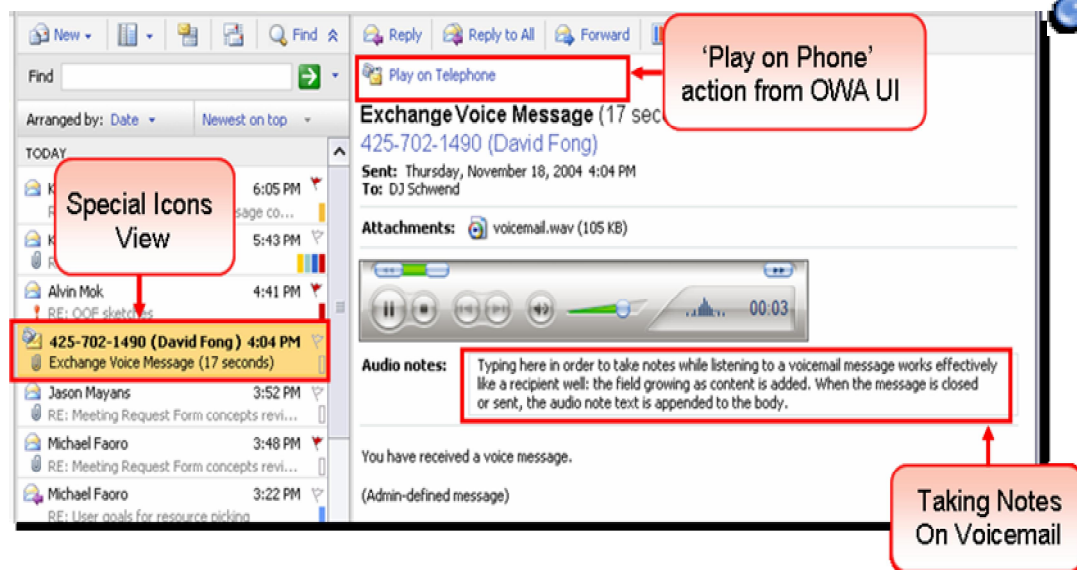 New
Find
Find
Arranged by: Date
Newest on top
TODAY
K
6:05 PM
sage co...
K
5:43 PM
R
Alvin Mok
4:41 PM
RE: OOF sketches
425-702-1490 (David Fong) 4:04 PM
Exchange Voice Message (17 seconds)
Jason Mayans
3:52 PM
RE: Meeting Request Form concepts revi...
Michael Faoro
3:48 PM
RE: Meeting Request Form concepts revi...
Michael Faoro
3:22 PM
RE: User goals for resource picking
Special Icons
View
Reply
Reply to All
Forward
Play on Telephone
'Play on Phone'
action from OWA UI
Exchange Voice Message (17 sec
425-702-1490 (David Fong)
Sent: Thursday, November 18, 2004 4:04 PM
To: DJ Schwend
Attachments: voicemail.wav (105 KB)
00:03
Audio notes:
Typing here in order to take notes while listening to a voicemail message works effectively
like a recipient well: the field growing as content is added. When the message is closed
or sent, the audio note text is appended to the body.
You have received a voice message.
(Admin-defined message)
Taking Notes
On Voicemail